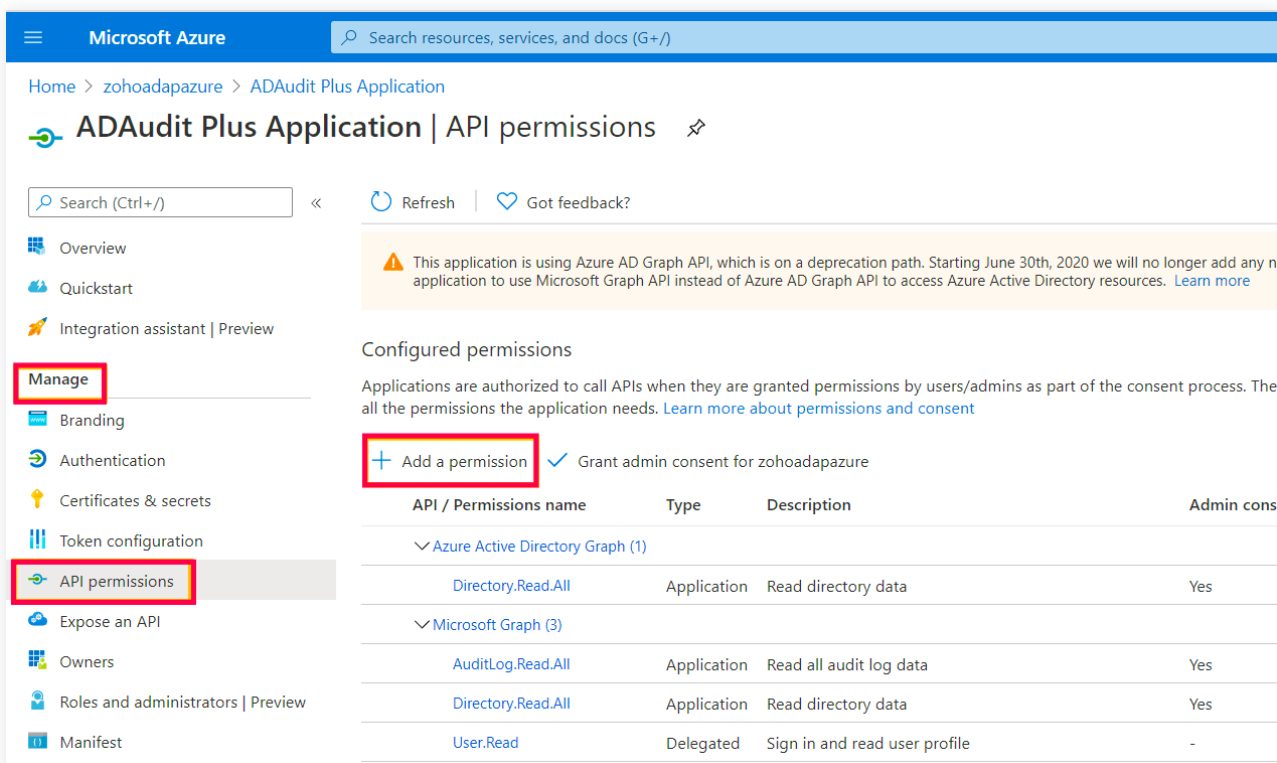 Microsoft Azure
Search resources, services, and docs (G+/)
Home > zohoadapazure > ADAudit Plus Application
ADAudit Plus Application | API permissions
Search (Ctrl+/)
«
Refresh
Got feedback?
Overview
Quickstart
Integration assistant | Preview
Manage
Branding
Authentication
Certificates & secrets
Token configuration
API permissions
Expose an API
Owners
Roles and administrators | Preview
Manifest
This application is using Azure AD Graph API, which is on a deprecation path. Starting June 30th, 2020 we will no longer add any n
application to use Microsoft Graph API instead of Azure AD Graph API to access Azure Active Directory resources. Learn more
Configured permissions
Applications are authorized to call APIs when they are granted permissions by users/admins as part of the consent process. The
all the permissions the application needs. Learn more about permissions and consent
Add a permission Grant admin consent for zohoadapazure
API / Permissions name Type Description Admin cons
Azure Active Directory Graph (1)
Directory.Read.All Application Read directory data Yes
Microsoft Graph (3)
AuditLog.Read.All Application Read all audit log data Yes
Directory.Read.All Application Read directory data Yes
User.Read Delegated Sign in and read user profile -